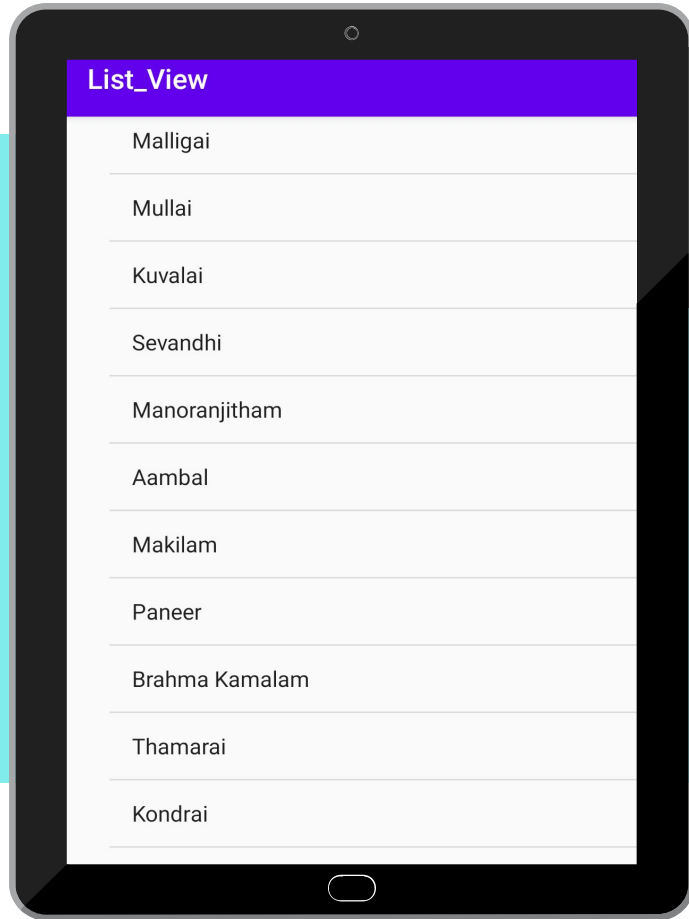 List_View
Malligai
Mullai
Kuvalai
Sevandhi
Manoranjitham
Aambal
Makilam
Paneer
Brahma Kamalam
Thamarai
Kondrai